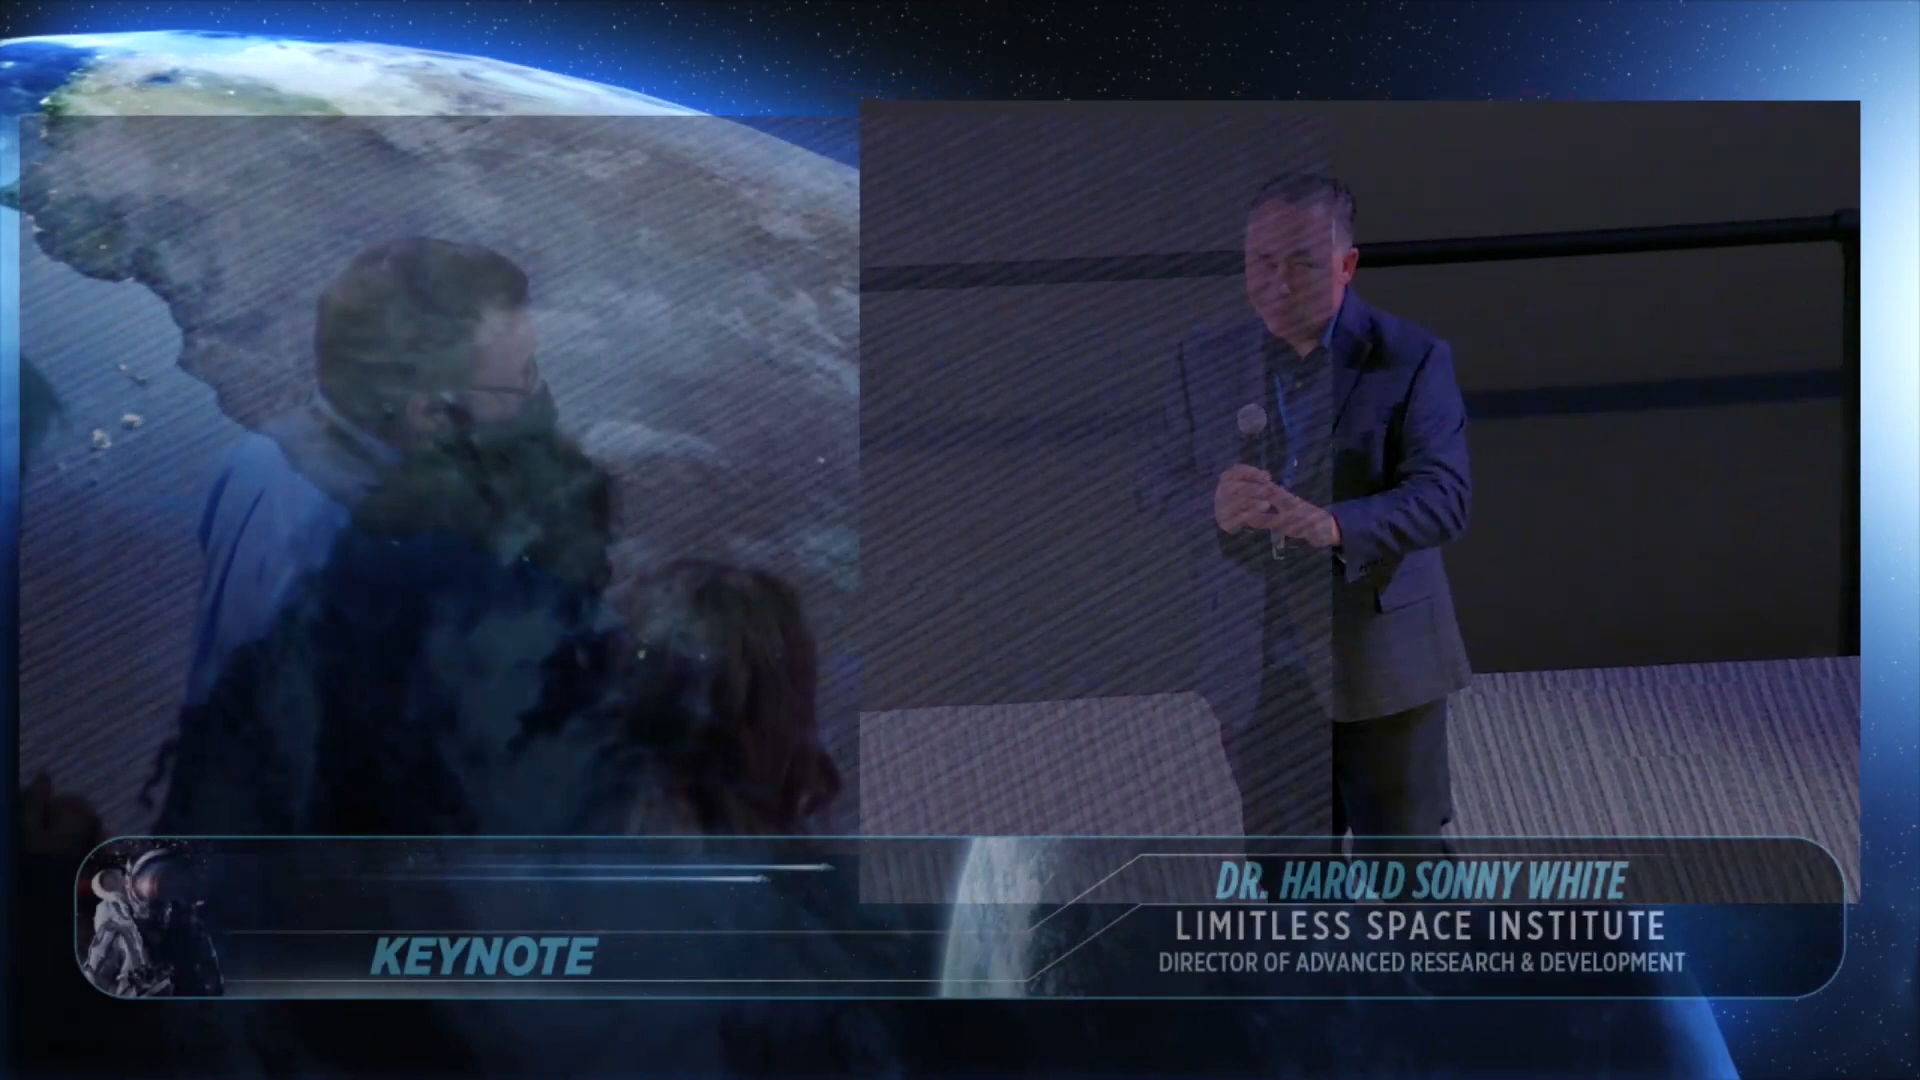 KEYNOTE
DR. HAROLD SONNY WHITE
LIMITLESS SPACE INSTITUTE
DIRECTOR OF ADVANCED RESEARCH & DEVELOPMENT